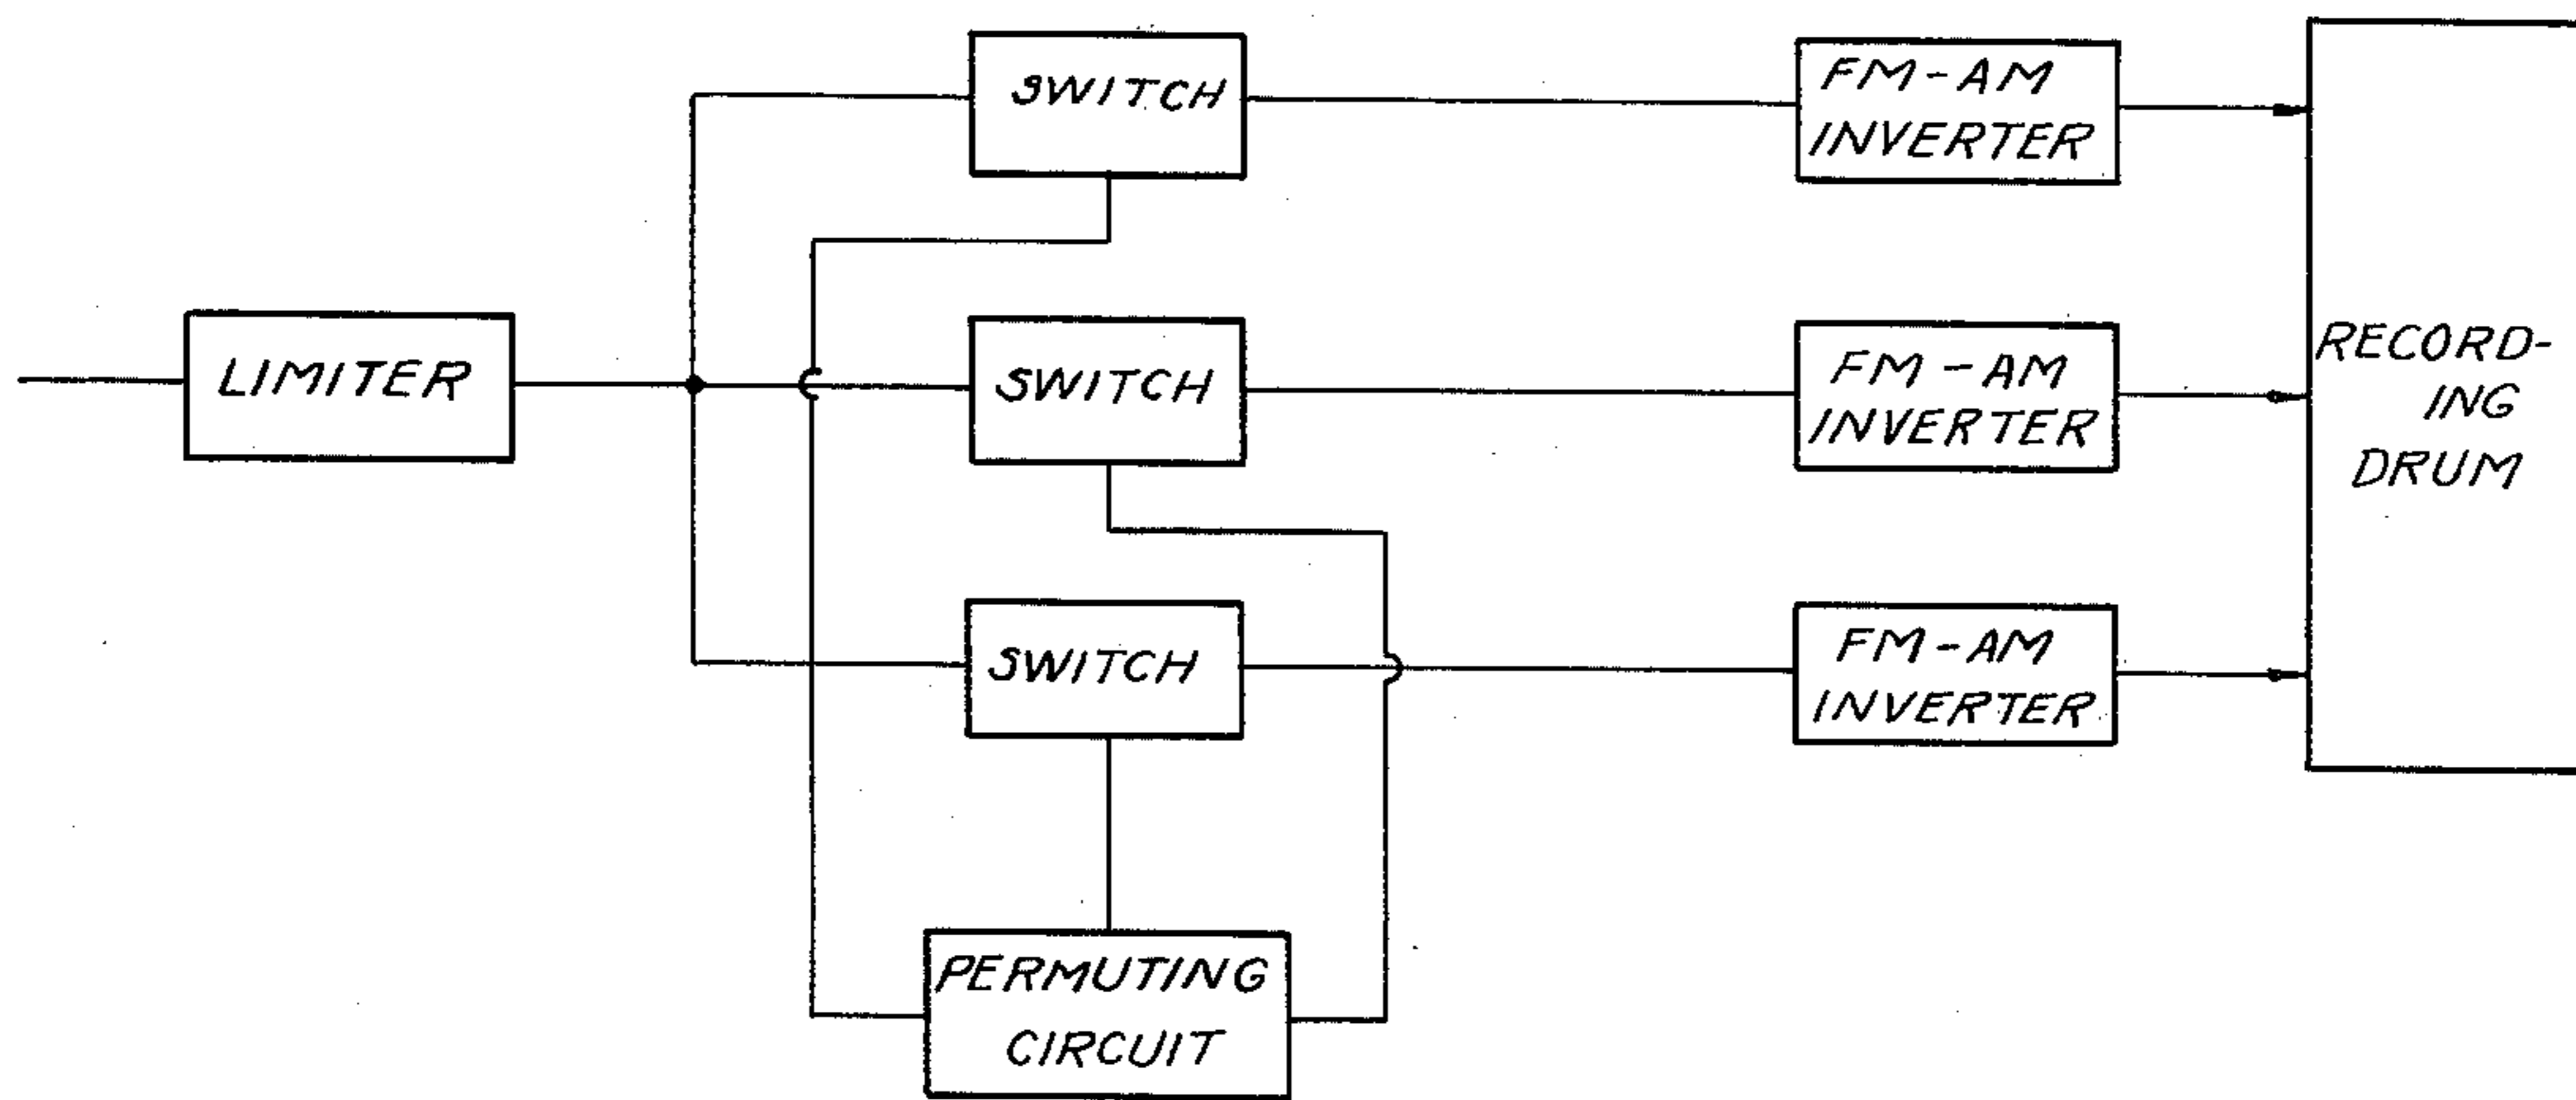 SWITCH
FM-AM
INVERTER
LIMITER
SWITCH
FM-AM
INVERTER
RECORD-
ING
DRUM
SWITCH
FM-AM
INVERTER
PERMUTING
CIRCUIT